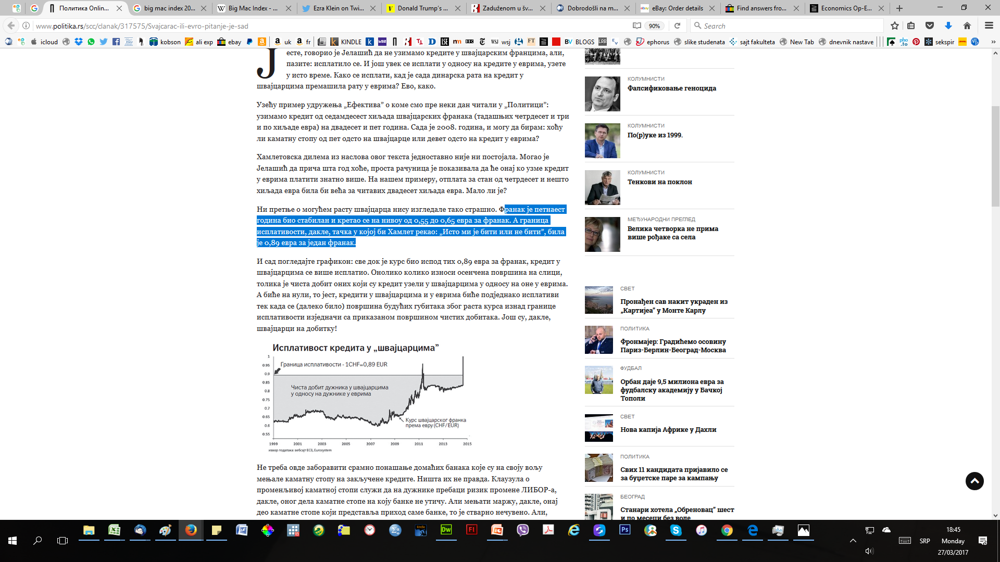 Политика Onlin...
big mac index 20...
Big Mac Index - ...
Ezra Klein on Twi...
Donald Trump's ...
Zaduženom u šv...
Dobrodošli na m...
eBay: Order details
Find answers fro...
Economics Op-E...
www.politika.rs/scc/clanak/317575/Svajcarac-ili-evro-pitanje-je-sad
90%
Search
icloud
kobson
ali exp
ebay
uk
fr
KINDLE
wsj
BLOGS
ephorus
slike studenata
sajt fakulteta
New Tab
dnevnik nastave
sekspir
Јесте, говорио је Јелашић да не узимамо кредите у швајцарским францима, али,
пазите: исплатило се. И још увек се исплати у односу на кредите у еврима, узете
у исто време. Како се исплати, кад је сада динарска рата на кредит у
швајцарцима премашила рату у еврима? Ево, како.
Узећу пример удружења „Ефектива” о коме смо пре неки дан читали у „Политици”:
узимамо кредит од седамдесест хиљада швајцарских франака (тадашњих четрдесет и три
и по хиљаде евра) на двадесет и пет година. Сада је 2008. година, и могу да бирам: хоћу
ли каматну стопу од пет одсто на швајцарце или девет одсто на кредит у еврима?
Хамлетовска дилема из наслова овог текста једноставно није ни постојала. Могао је
Јелашић да прича шта год хоће, проста рачуница је показивала да ће онај ко узме кредит
у еврима платити знатно више. На нашем примеру, отплата за стан од четрдесет и нешто
хиљада евра била би већа за читавих двадесет хиљада евра. Мало ли је?
Ни претње о могућем расту швајцарца нису изгледале тако страшно. Франак је петнаест
година био стабилан и кретао се на нивоу од 0,55 до 0,65 евра за франак. А граница
исплативости, дакле, тачка у којој би Хамлет рекао: „Исто ми је бити или не бити”, била
је 0,89 евра за један франак.
И сад погледајте графикон: све док је курс био испод тих 0,89 евра за франак, кредит у
швајцарцима се више исплатио. Онолико колико износи осенчена површина на слици,
толика је чиста добит оних који су кредит узели у швајцарцима у односу на оне у еврима.
А биће на нули, то јест, кредити у швајцарцима и у еврима биће подједнако исплативи
тек када се (далеко било) површина будућих губитака због раста курса изнад границе
исплативости изједначи са приказаном површином чистих добитака. Још су, дакле,
швајцарци на добитку!
Исплативост кредита у „швајцарцима”
1
0.95
0.9
0.85
0.8
0.75
0.7
0.65
0.6
0.55
Граница исплативости - 1CHF=0,89 EUR
Чиста добит дужника у швајцарцима
у односу на дужнике у еврима
Курс швајцарског франка
према евру (CHF/EUR)
1999 2001 2003 2005 2007 2009 2011 2013 2015
извор података: вебсајт ЕСВ, Eurosystem
Не треба овде заборавити срамно понашање домаћих банака које су на своју вољу
мењале каматну стопу на закључене кредите. Ништа их не правда. Клаузула о
променљивој каматној стопи служи да на дужнике пребаци ризик промене ЛИБОР-а,
дакле, оног дела каматне стопе на коју банке не утичу. Али мењати маржу, дакле, онај
део каматне стопе који представља приход саме банке, то је стварно нечувено. Али,
КОЛУМНИСТИ
Фалсификовање геноцида
КОЛУМНИСТИ
По(р)уке из 1999.
КОЛУМНИСТИ
Тенкови на поклон
МЕЂУНАРОДНИ ПРЕГЛЕД
Велика четворка не прима
више рођаке са села
СВЕТ
Пронађен сав накит украден из
„Картијеа” у Монте Карлу
ПОЛИТИКА
Фронмајер: Градићемо осовину
Париз-Берлин-Београд-Москва
ФУДБАЛ
Орбан даје 9,5 милиона евра за
фудбалску академију у Бачкој
Тополи
СВЕТ
Нова капија Африке у Дахли
ПОЛИТИКА
Свих 11 кандидата пријавило се
за буџетске паре за кампању
БЕОГРАД
Станари хотела „Обреновац” шест
и по месеци без воде
SRP
18:45
Monday
27/03/2017